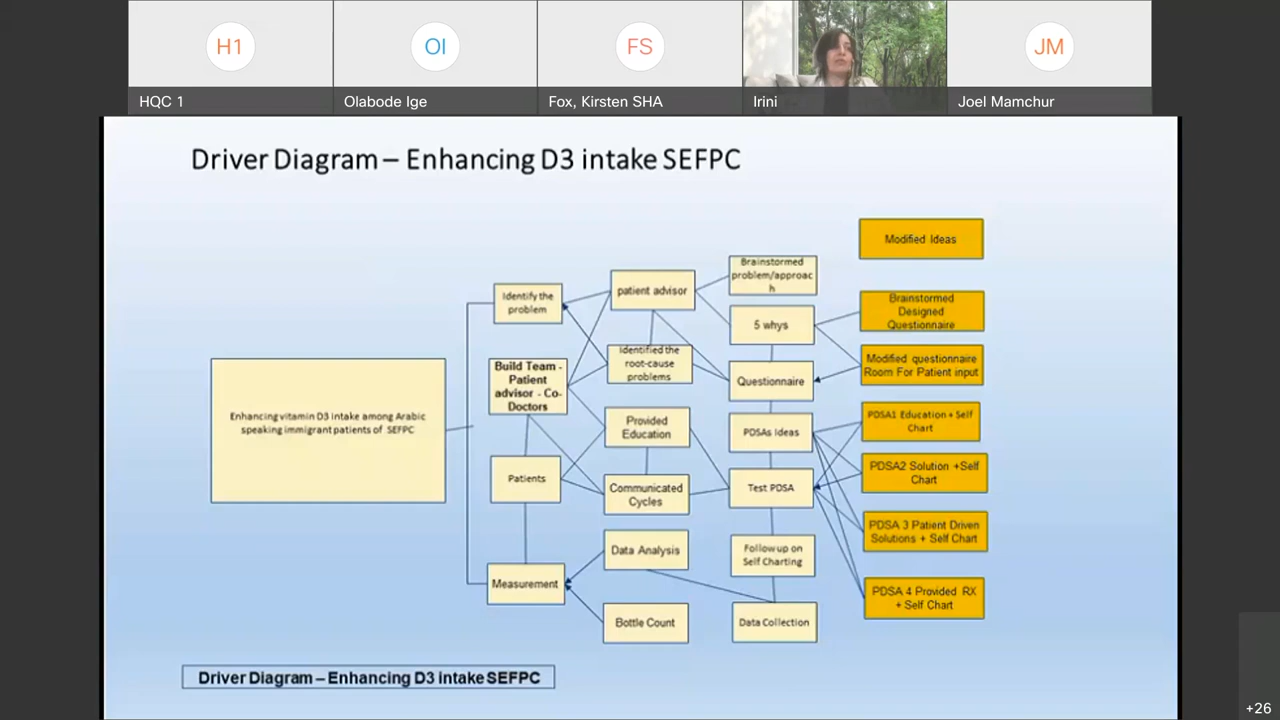 H1
OI
FS
JM
HQC 1
Olabode Ige
Fox, Kirsten SHA
Irini
Joel Mamchur
Driver Diagram – Enhancing D3 intake SEFPC
Enhancing vitamin D3 intake among Arabic
speaking immigrant patients of SEFPC
Identify the
problem
Build Team -
Patient
advisor - Co-
Doctors
Patients
Measurement
patient advisor
Identified the
root-cause
problems
Provided
Education
Communicated
Cycles
Data Analysis
Bottle Count
Brainstormed
problem/approac
h
5 whys
Questionnaire
PDSAs Ideas
Test PDSA
Follow up on
Self Charting
Data Collection
Modified Ideas
Brainstormed
Designed
Questionnaire
Modified questionnaire
Room For Patient input
PDSA1 Education + Self
Chart
PDSA2 Solution +Self
Chart
PDSA 3 Patient Driven
Solutions + Self Chart
PDSA 4 Provided RX
+ Self Chart
Driver Diagram – Enhancing D3 intake SEFPC
+26